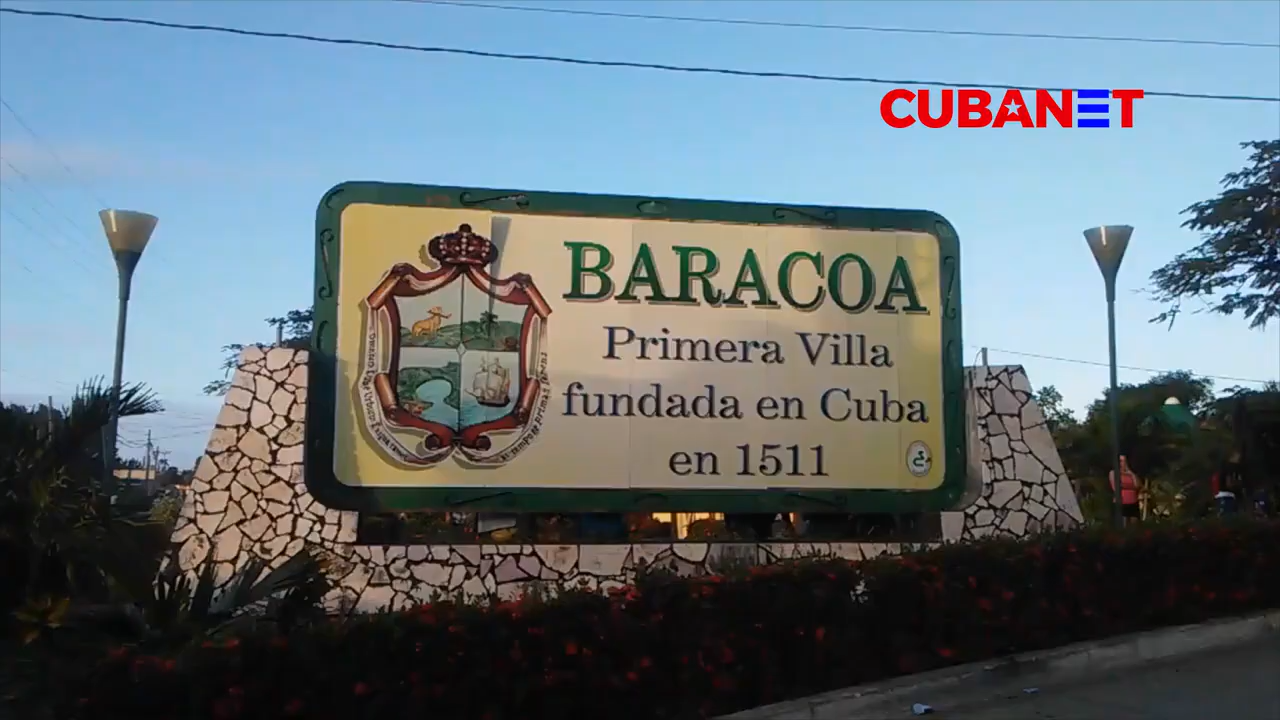 CUBANET
BARACOA
Primera Villa
fundada en Cuba
en 1511